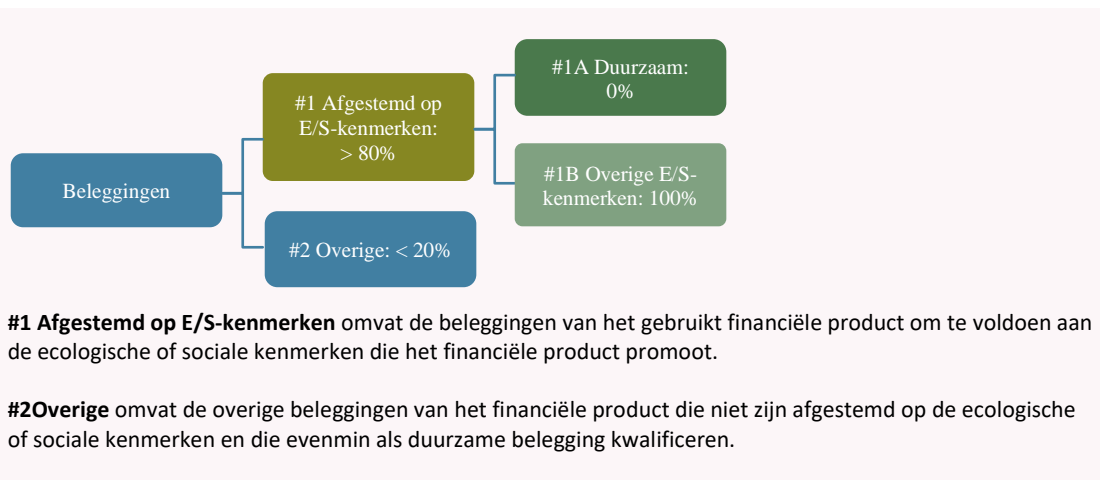 Beleggingen
#1 Afgestemd op
E/S-kenmerken:
> 80%
#2 Overige: < 20%
#1A Duurzaam:
0%
#1B Overige E/S-
kenmerken: 100%
#1 Afgestemd op E/S-kenmerken omvat de beleggingen van het gebruikt financiële product om te voldoen aan
de ecologische of sociale kenmerken die het financiële product promoot.
#2Overige omvat de overige beleggingen van het financiële product die niet zijn afgestemd op de ecologische
of sociale kenmerken en die evenmin als duurzame belegging kwalificeren.